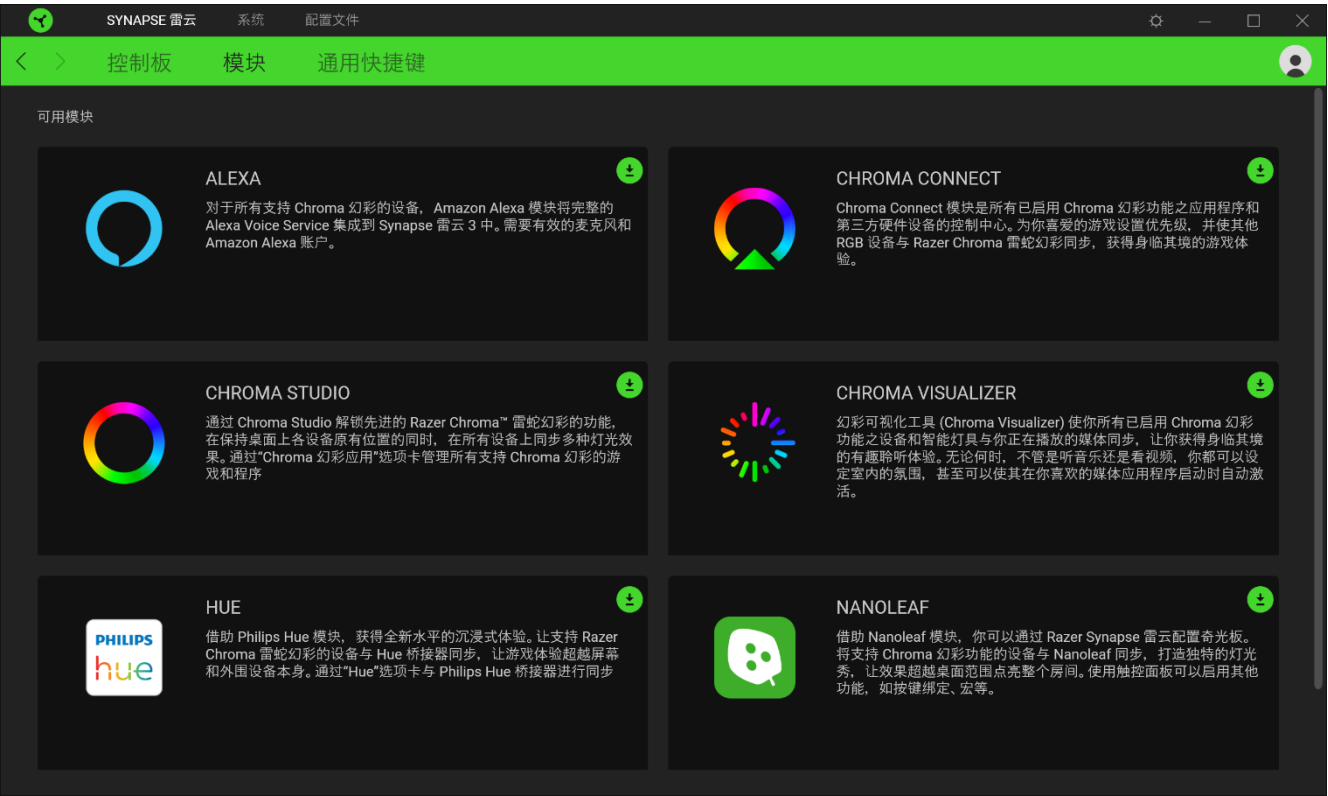 SYNAPSE 雷云 系统 配置文件
控制板 模块 通用快捷键
可用模块
ALEXA
对于所有支持 Chroma 幻彩的设备，Amazon Alexa 模块将完整的
Alexa Voice Service 集成到 Synapse 雷云 3 中。需要有效的麦克风和
Amazon Alexa 账户。
CHROMA CONNECT
Chroma Connect 模块是所有已启用 Chroma 幻彩功能之应用程序和
第三方硬件设备的控制中心。为你喜爱的游戏设置优先级，并使其他
RGB 设备与 Razer Chroma 雷蛇幻彩同步，获得身临其境的游戏体
验。
CHROMA STUDIO
通过 Chroma Studio 解锁先进的 Razer Chroma™ 雷蛇幻彩的功能，
在保持桌面上各设备原有位置的同时，在所有设备上同步多种灯光效
果。通过“Chroma 幻彩应用”选项卡管理所有支持 Chroma 幻彩的游
戏和程序
CHROMA VISUALIZER
幻彩可视化工具 (Chroma Visualizer) 使你所有已启用 Chroma 幻彩
功能之设备和智能灯具与你正在播放的媒体同步，让你获得身临其境
的有趣聆听体验。无论何时，不管是听音乐还是看视频，你都可以设
定室内的氛围，甚至可以使其在你喜欢的媒体应用程序启动时自动激
活。
PHILIPS
hue
HUE
借助 Philips Hue 模块，获得全新水平的沉浸式体验。让支持 Razer
Chroma 雷蛇幻彩的设备与 Hue 桥接器同步，让游戏体验超越屏幕
和外围设备本身。通过“Hue”选项卡与 Philips Hue 桥接器进行同步
NANOLEAF
借助 Nanoleaf 模块，你可以通过 Razer Synapse 雷云配置奇光板。
将支持 Chroma 幻彩功能的设备与 Nanoleaf 同步，打造独特的灯光
秀，让效果超越桌面范围点亮整个房间。使用触控面板可以启用其他
功能，如按键绑定、宏等。